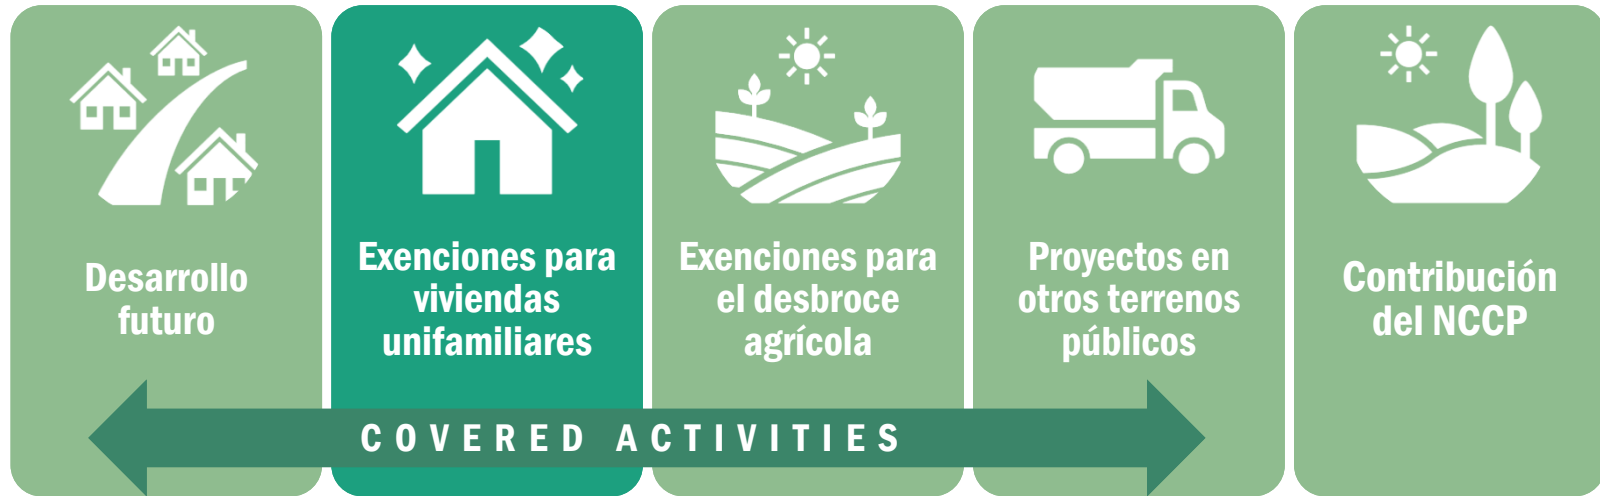 Desarrollo
futuro
Exenciones para
viviendas
unifamiliares
Exenciones para
el desbroce
agrícola
Proyectos en
otros terrenos
públicos
Contribución
del NCCP
COVERED ACTIVITIES